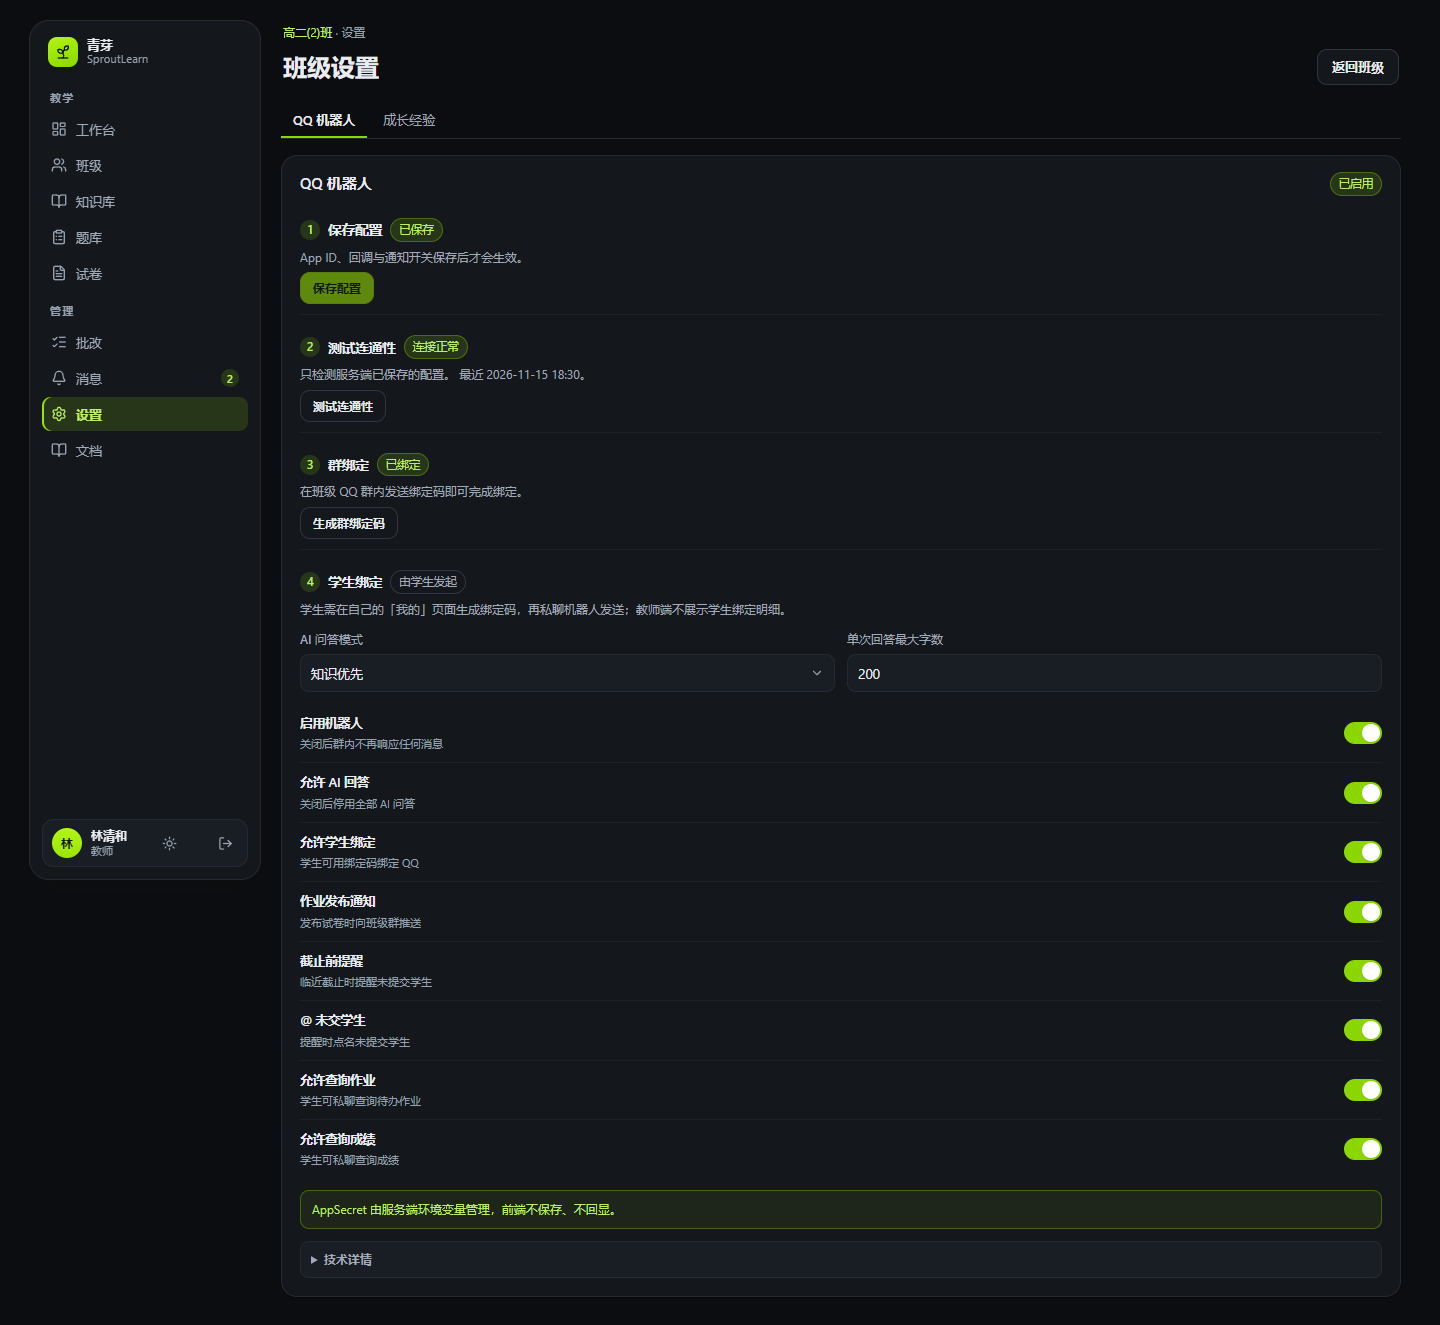 青芽
SproutLearn
教学
工作台
班级
知识库
题库
试卷
管理
批改
消息 2
设置
文档
林 林清和
教师
高二(2)班 · 设置
班级设置
返回班级
QQ 机器人 成长经验
QQ 机器人 已启用
1 保存配置 已保存
App ID、回调与通知开关保存后才会生效。
保存配置
2 测试连通性 连接正常
只检测服务端已保存的配置。 最近 2026-11-15 18:30。
测试连通性
3 群绑定 已绑定
在班级 QQ 群内发送绑定码即可完成绑定。
生成群绑定码
4 学生绑定 由学生发起
学生需在自己的「我的」页面生成绑定码，再私聊机器人发送；教师端不展示学生绑定明细。
AI 问答模式 单次回答最大字数
知识优先 200
启用机器人
关闭后群内不再响应任何消息
允许 AI 回答
关闭后停用全部 AI 问答
允许学生绑定
学生可用绑定码绑定 QQ
作业发布通知
发布试卷时向班级群推送
截止前提醒
临近截止时提醒未提交学生
@ 未交学生
提醒时点名未提交学生
允许查询作业
学生可私聊查询待办作业
允许查询成绩
学生可私聊查询成绩
AppSecret 由服务端环境变量管理，前端不保存、不回显。
技术详情